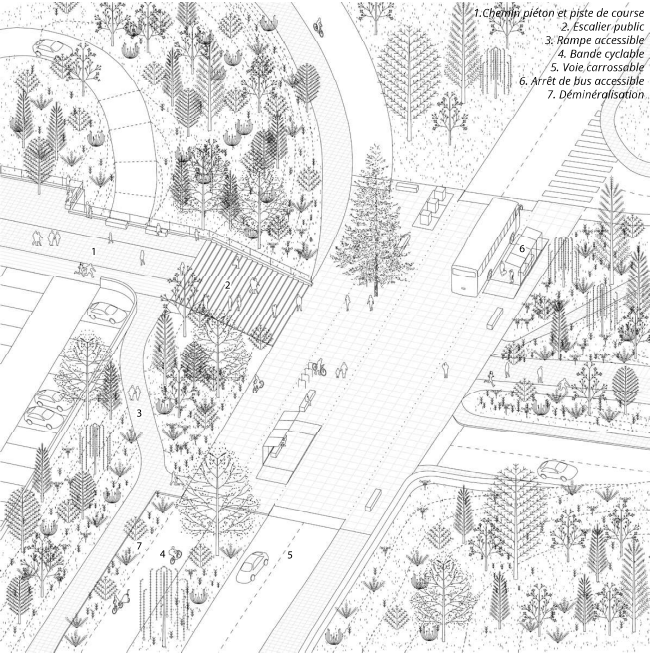 1.Chemin piéton et piste de course
2. Escalier public
3. Rampe accessible
4. Bande cyclable
5. Voie carrossable
6. Arrêt de bus accessible
7. Déminéralisation
6
1
2
3
7
4
5